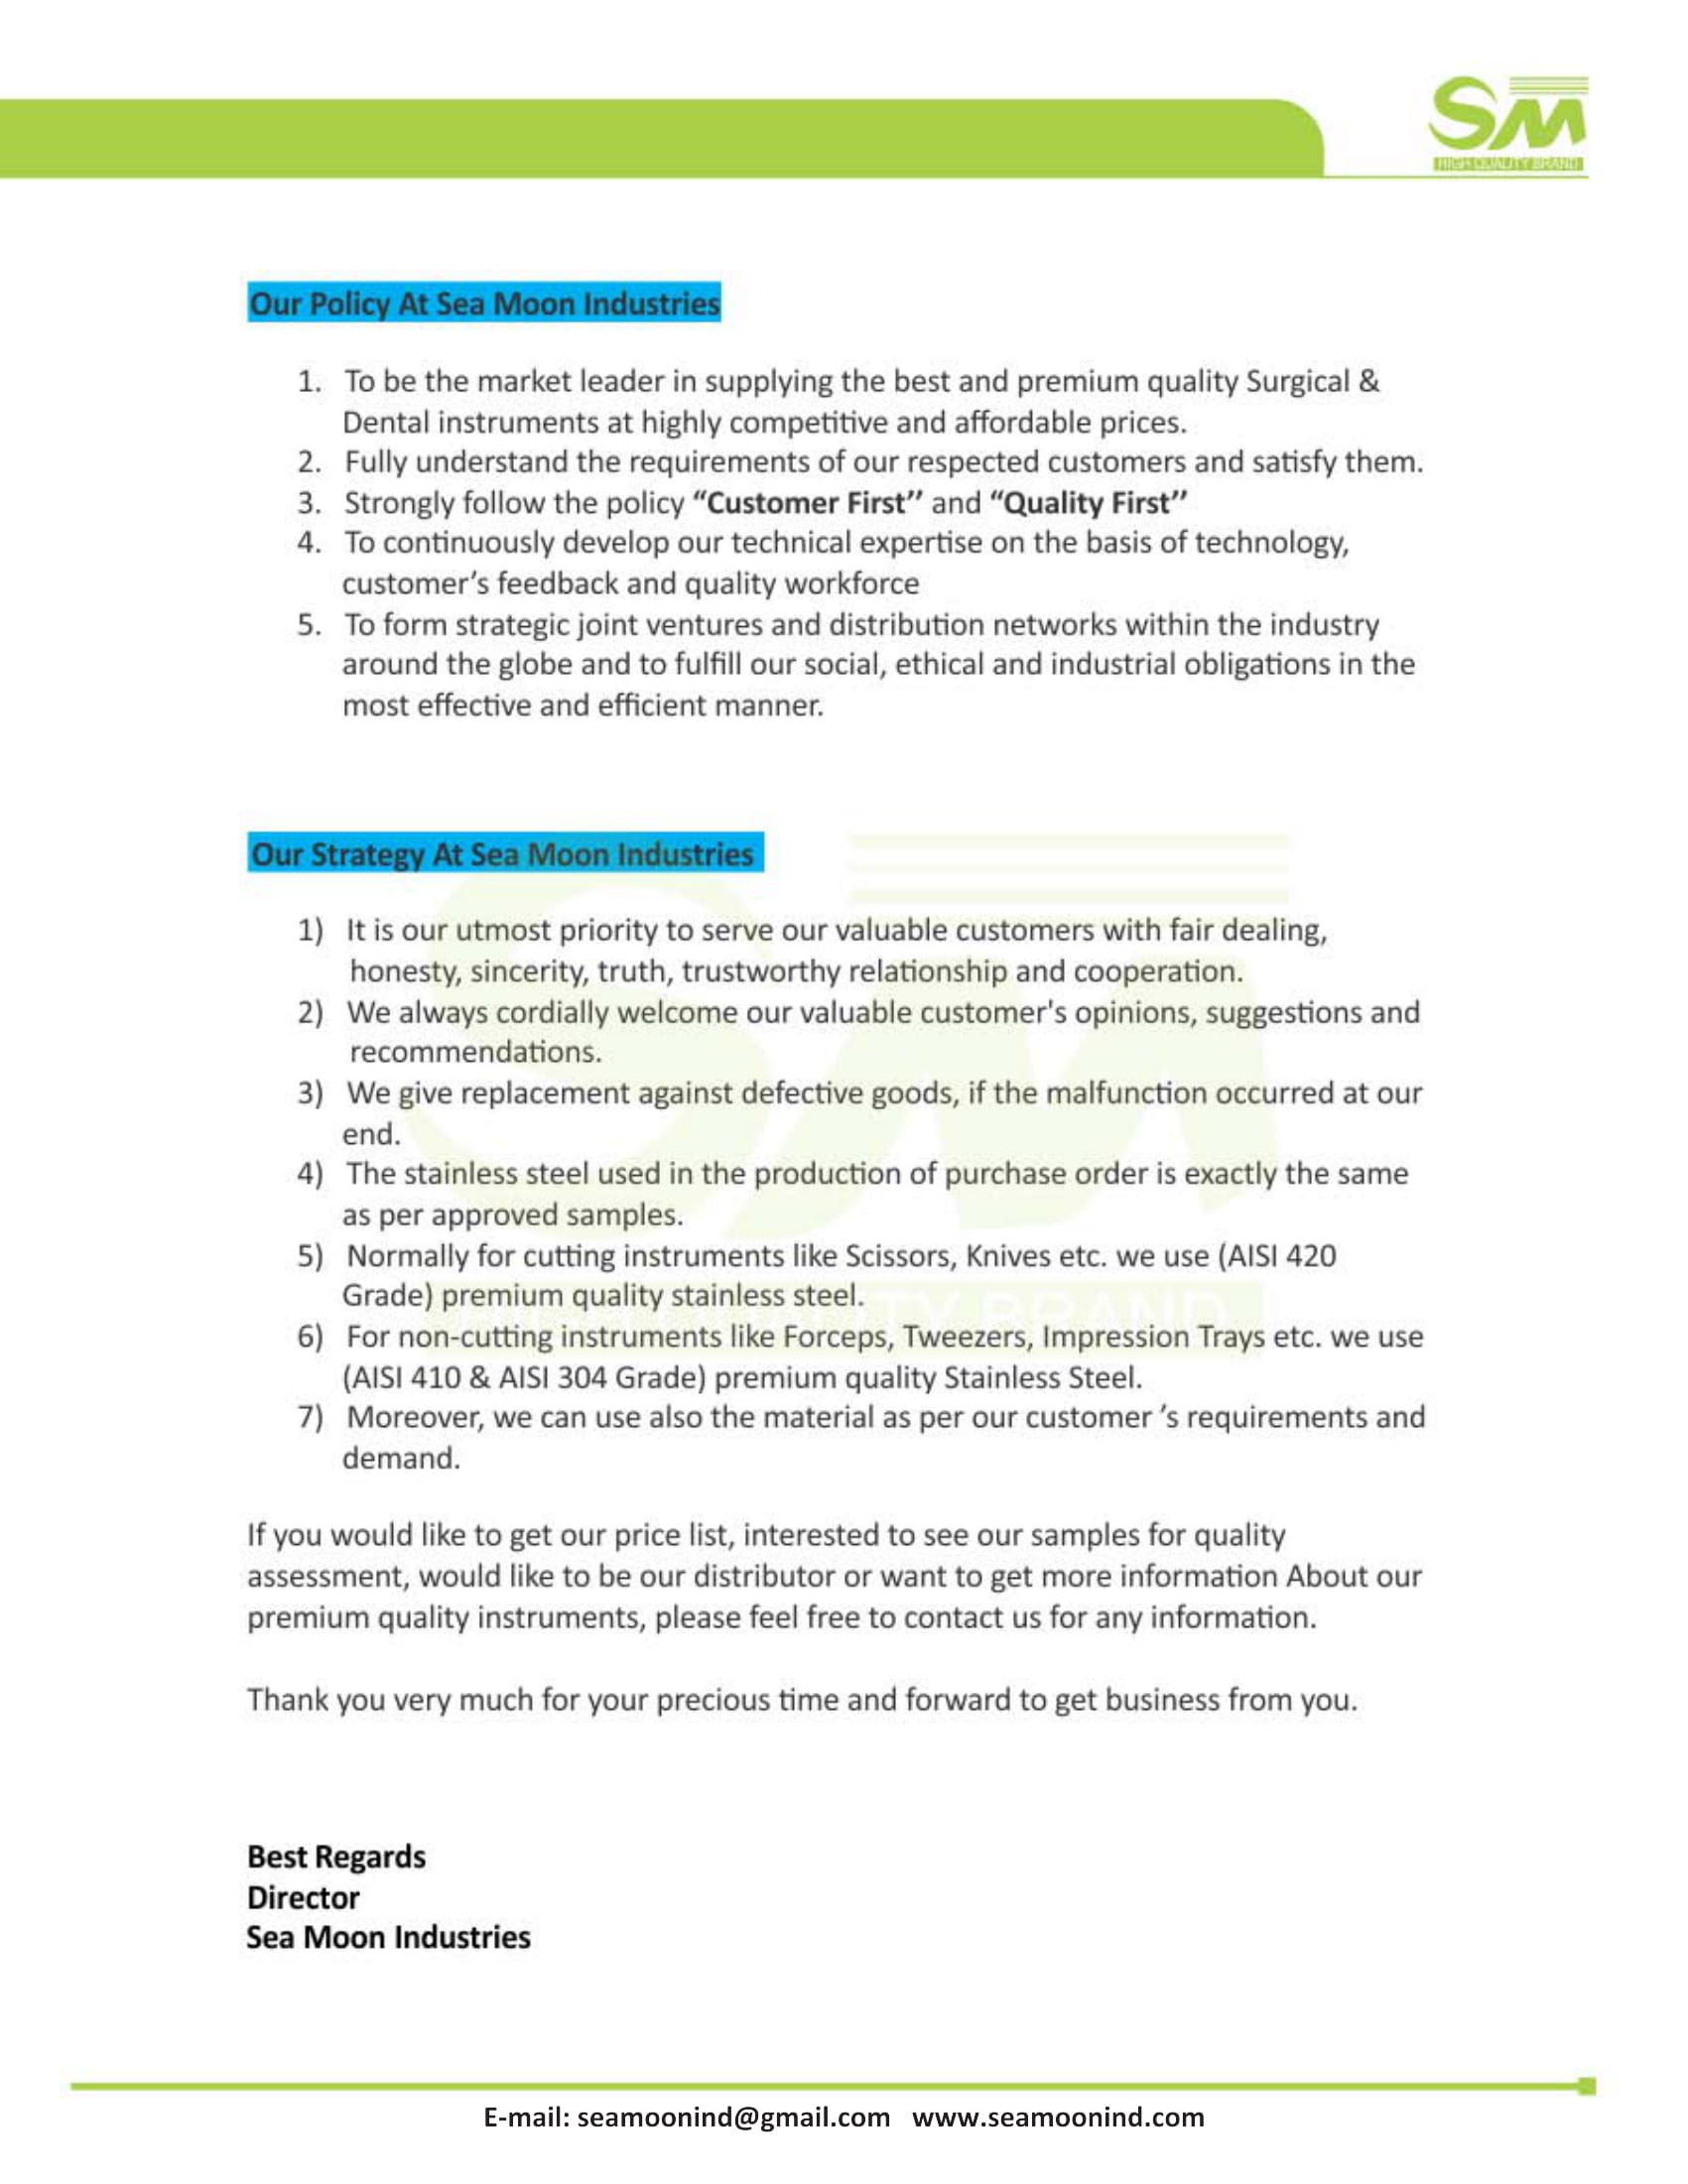 SM
HIGH QUALITY BRAND
Our Policy At Sea Moon Industries
1. To be the market leader in supplying the best and premium quality Surgical &
Dental instruments at highly competitive and affordable prices.
2. Fully understand the requirements of our respected customers and satisfy them.
3. Strongly follow the policy “Customer First” and “Quality First”
4. To continuously develop our technical expertise on the basis of technology,
customer’s feedback and quality workforce
5. To form strategic joint ventures and distribution networks within the industry
around the globe and to fulfill our social, ethical and industrial obligations in the
most effective and efficient manner.
Our Strategy At Sea Moon Industries
1) It is our utmost priority to serve our valuable customers with fair dealing,
honesty, sincerity, truth, trustworthy relationship and cooperation.
2) We always cordially welcome our valuable customer's opinions, suggestions and
recommendations.
3) We give replacement against defective goods, if the malfunction occurred at our
end.
4) The stainless steel used in the production of purchase order is exactly the same
as per approved samples.
5) Normally for cutting instruments like Scissors, Knives etc. we use (AISI 420
Grade) premium quality stainless steel.
6) For non-cutting instruments like Forceps, Tweezers, Impression Trays etc. we use
(AISI 410 & AISI 304 Grade) premium quality Stainless Steel.
7) Moreover, we can use also the material as per our customer ’s requirements and
demand.
If you would like to get our price list, interested to see our samples for quality
assessment, would like to be our distributor or want to get more information About our
premium quality instruments, please feel free to contact us for any information.
Thank you very much for your precious time and forward to get business from you.
Best Regards
Director
Sea Moon Industries
E-mail: seamoonind@gmail.com www.seamoonind.com